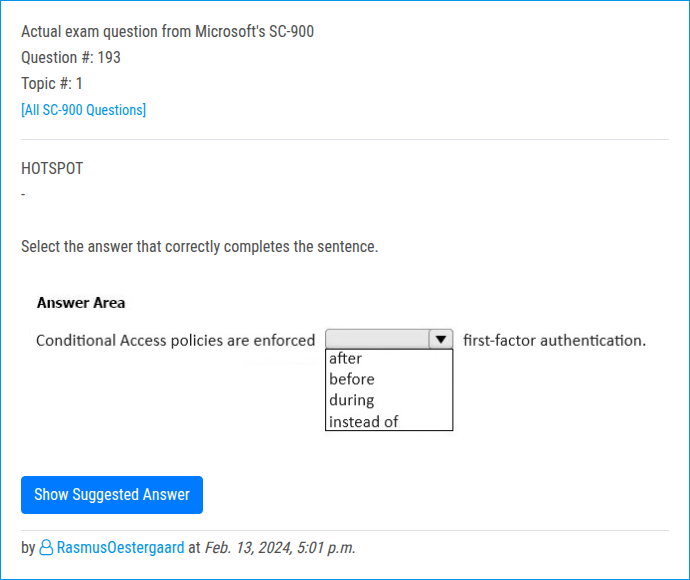 Actual exam question from Microsoft's SC-900
Question #: 193
Topic #: 1
[All SC-900 Questions]
HOTSPOT
-
Select the answer that correctly completes the sentence.
Answer Area
Conditional Access policies are enforced first-factor authentication.
after
before
during
instead of
Show Suggested Answer
by RasmusOestergaard at Feb. 13, 2024, 5:01 p.m.